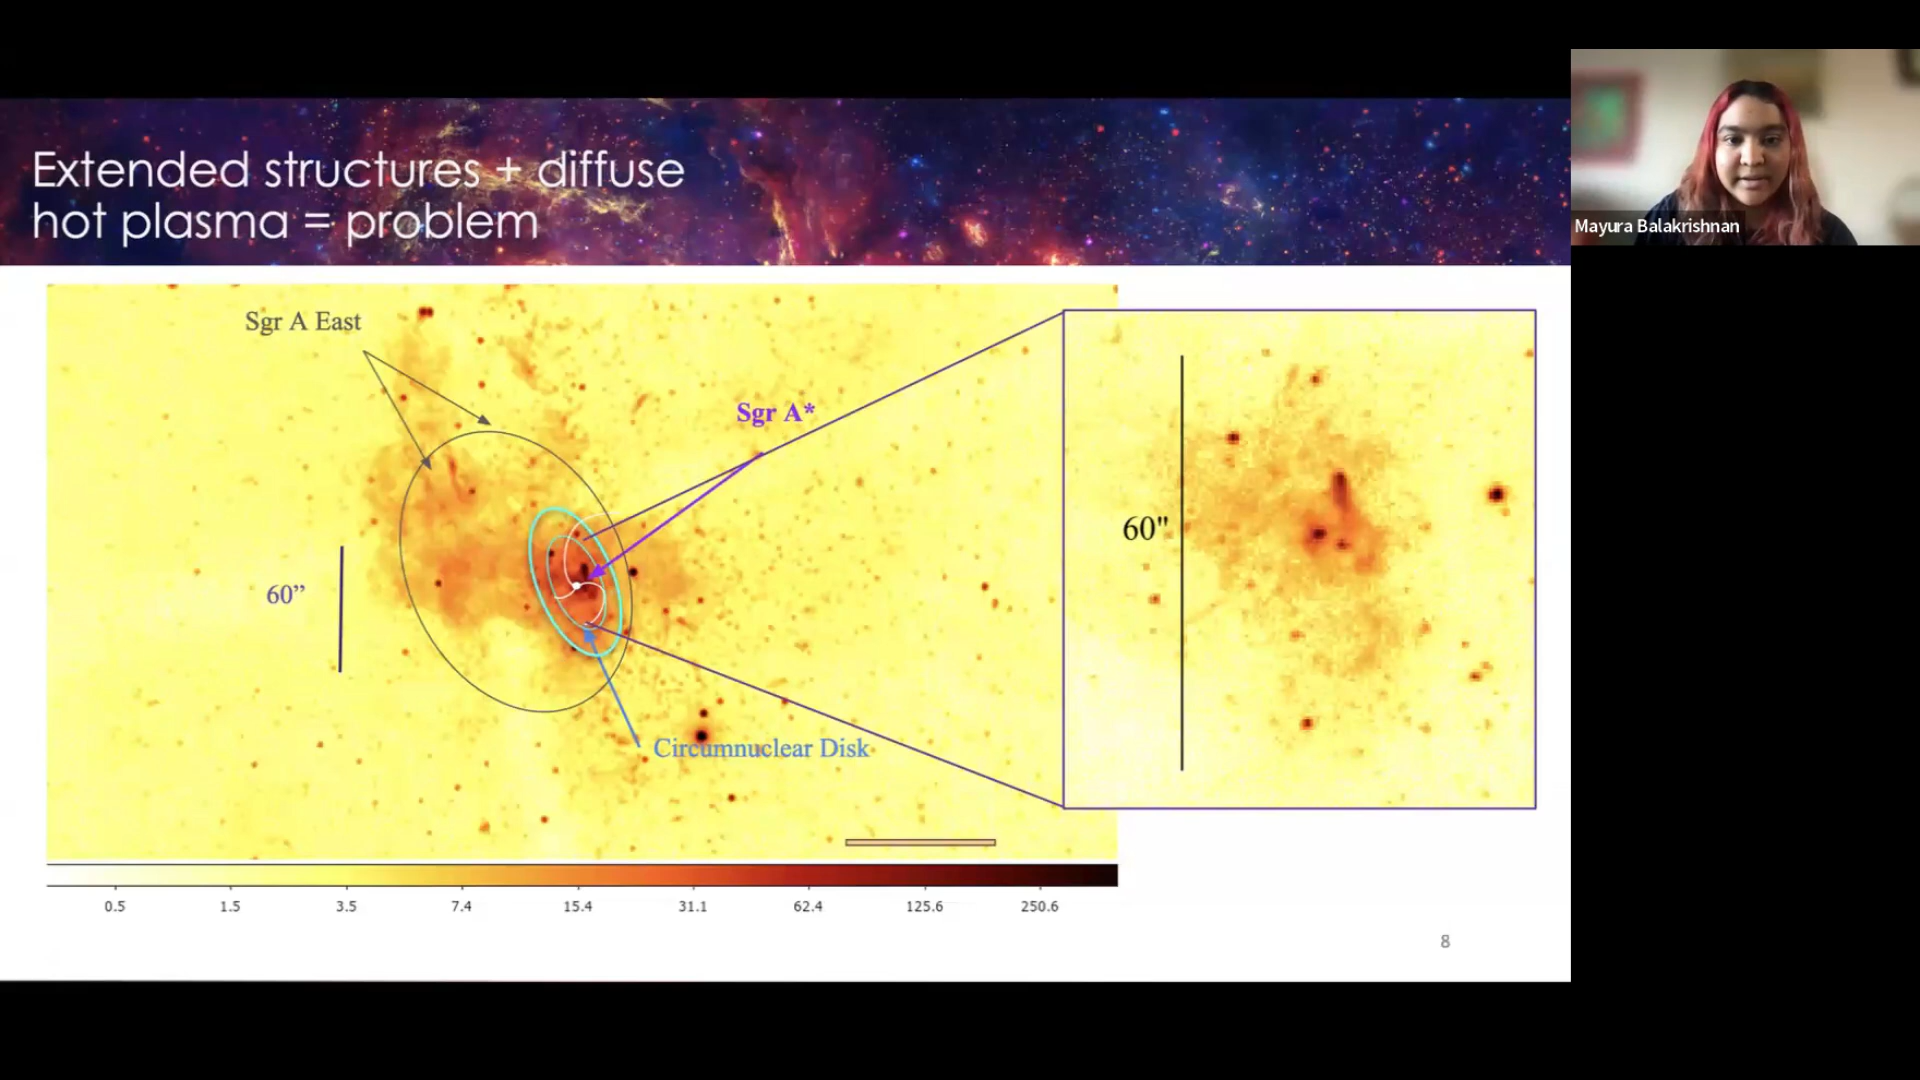 Extended structures + diffuse
hot plasma = problem
Mayura Balakrishnan
Sgr A East
Sgr A*
60”
60"
Circumnuclear Disk
0.5 1.5 3.5 7.4 15.4 31.1 62.4 125.6 250.6
8